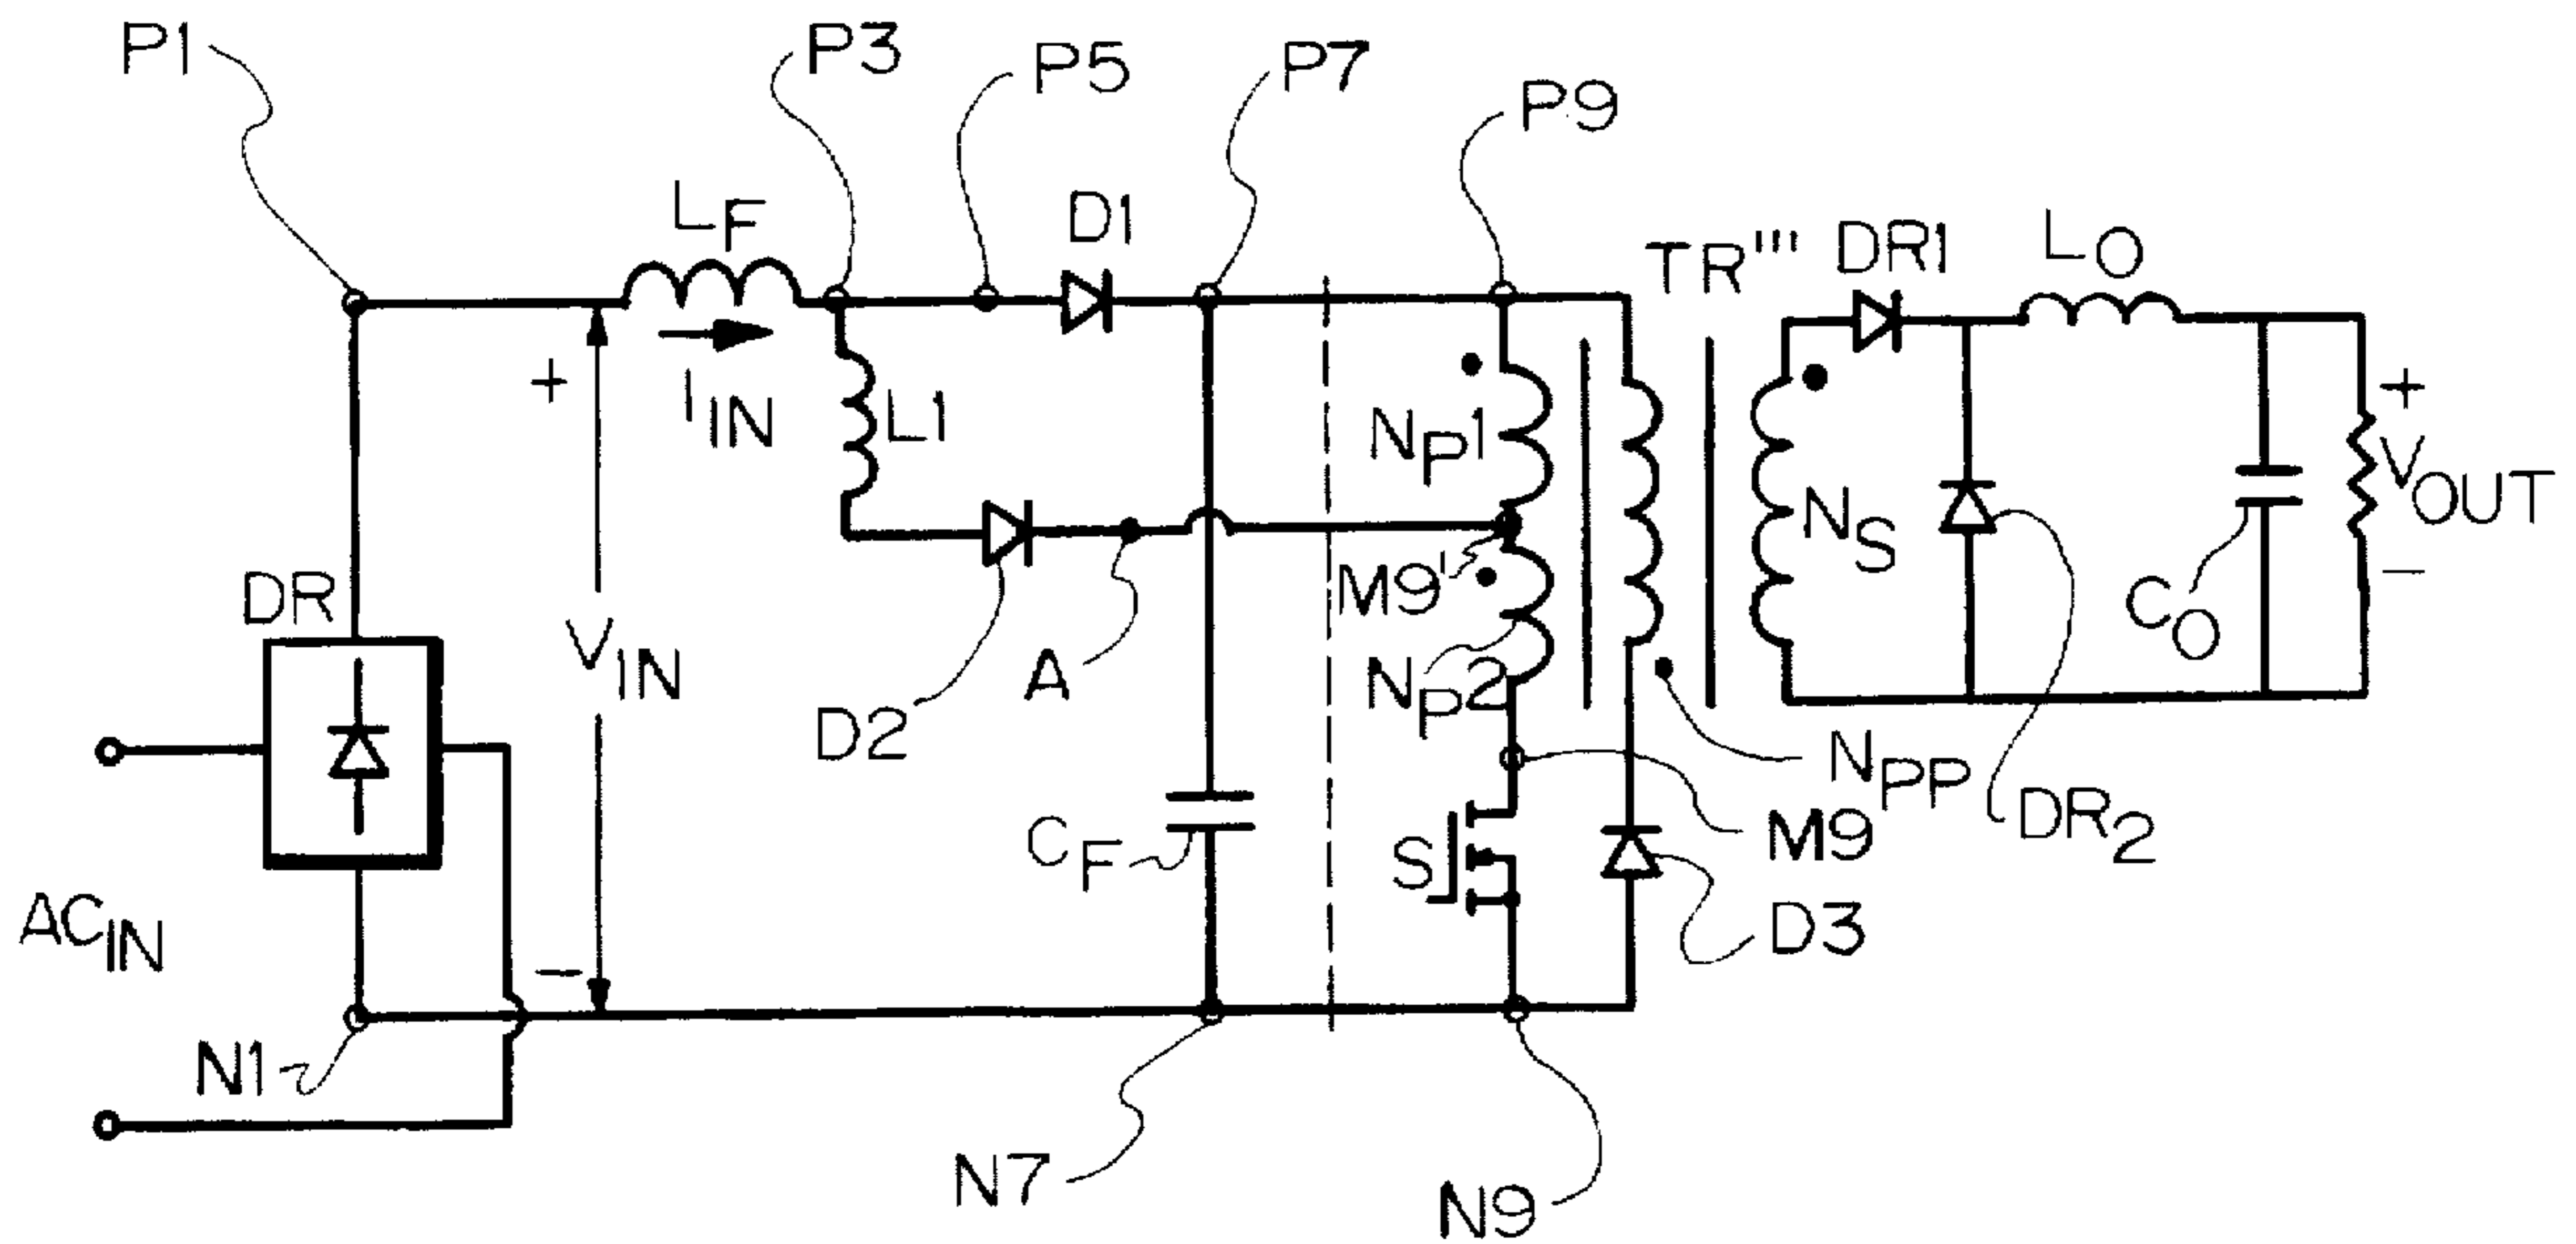 P1
P3
P5
P7
P9
LF
D1
TR'''
DR1
LO
+
IIN
L1
NP1
+
VOUT
NS
M9'
DR
VIN
A
NP2
CO
−
D2
NPP
DR2
CF
S
M9
D3
ACIN
−
N1
N7
N9